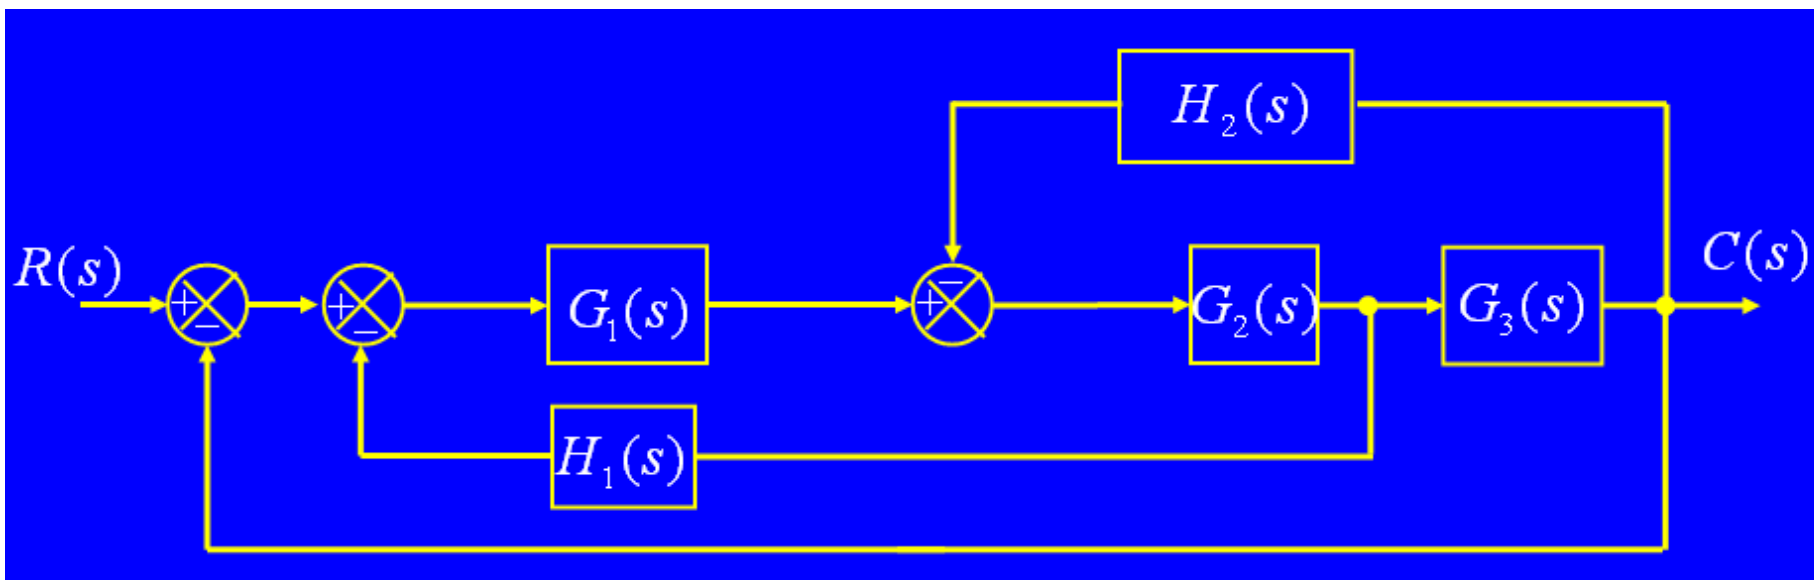 H₂(s)
R(s)
+
−
+
−
G₁(s)
+
−
G₂(s)
G₃(s)
C(s)
H₁(s)